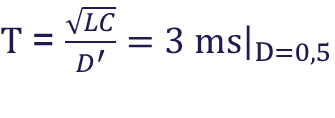 T = √LC / D′ = 3 ms|D=0,5